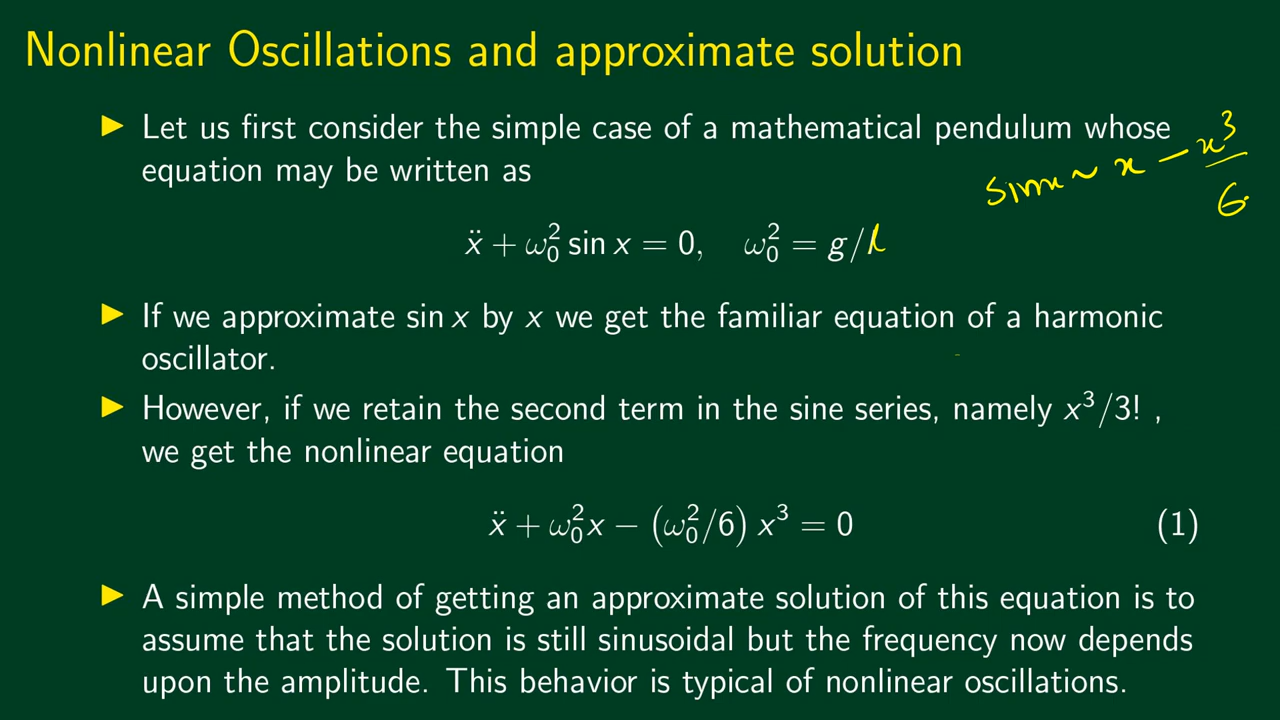 Nonlinear Oscillations and approximate solution
▶ Let us first consider the simple case of a mathematical pendulum whose
equation may be written as
sinx ~ x − x³/6
ẍ + ω₀² sin x = 0, ω₀² = g/l
▶ If we approximate sin x by x we get the familiar equation of a harmonic
oscillator.
▶ However, if we retain the second term in the sine series, namely x³/3! ,
we get the nonlinear equation
ẍ + ω₀²x − (ω₀²/6) x³ = 0 (1)
▶ A simple method of getting an approximate solution of this equation is to
assume that the solution is still sinusoidal but the frequency now depends
upon the amplitude. This behavior is typical of nonlinear oscillations.